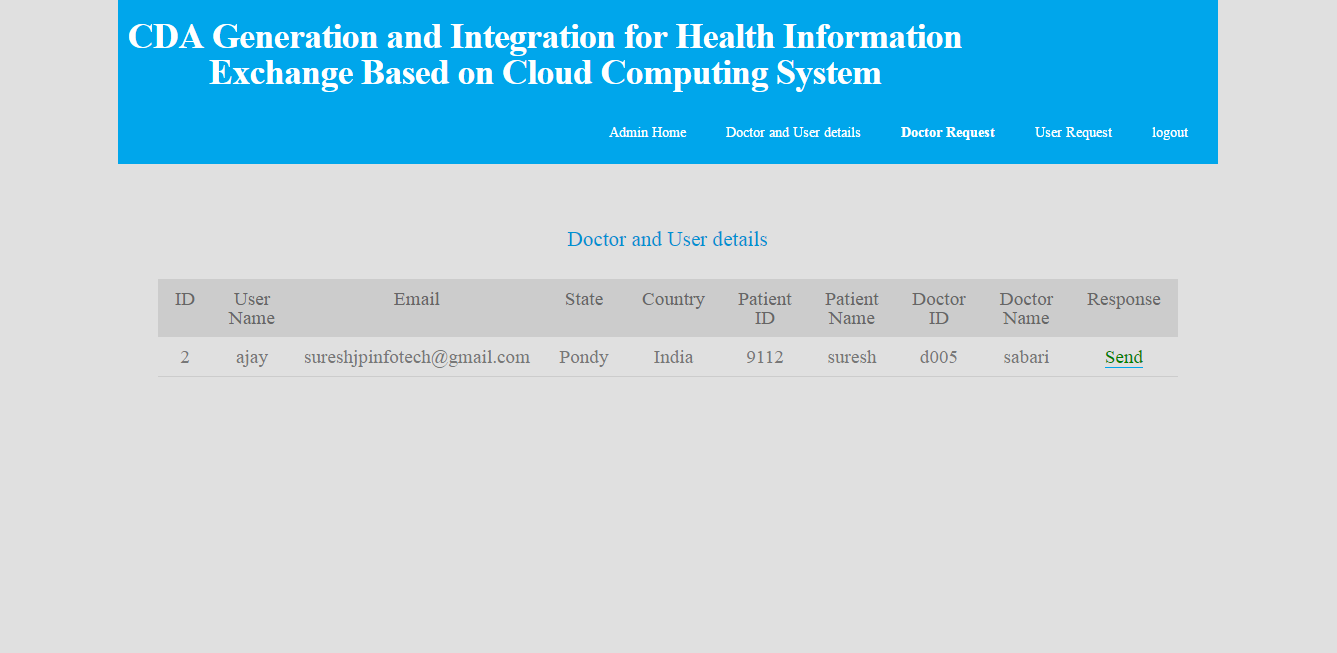 CDA Generation and Integration for Health Information
Exchange Based on Cloud Computing System
Admin Home Doctor and User details Doctor Request User Request logout
Doctor and User details
ID User Name Email State Country Patient ID Patient Name Doctor ID Doctor Name Response
2 ajay sureshjpinfotech@gmail.com Pondy India 9112 suresh d005 sabari Send